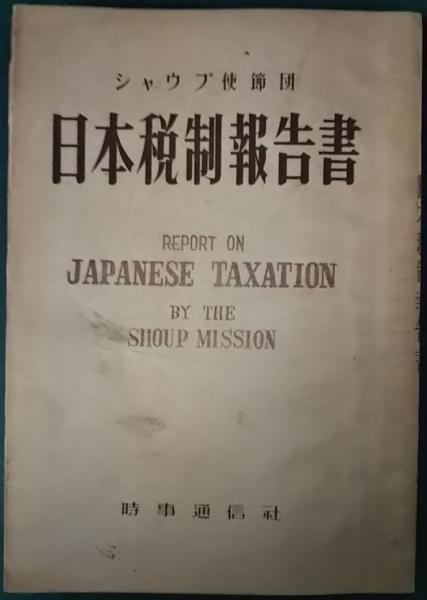 シャウプ使節団
日本税制報告書
REPORT ON
JAPANESE TAXATION
BY THE
SHOUP MISSION
時事通信社